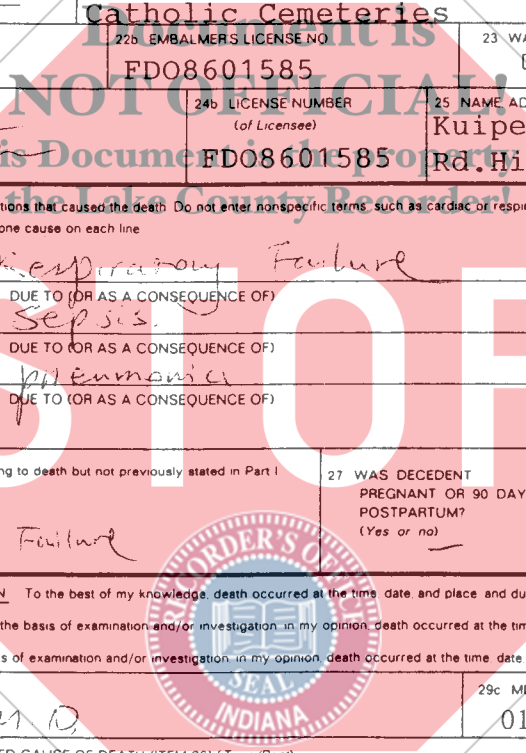 Catholic Cemeteries
Document is
22b EMBALMERS LICENSE NO
23 WA
FDO8601585
NOT OFFICIAL!
24b LICENSE NUMBER
(of Licensee)
25 NAME AD
Kuipe
is Document is the property
FDO8601585
Rd.Hi
the Lake County Recorder!
tions that caused the death Do not enter nonspecific terms, such as cardiac or respir
one cause on each line
Respiratory Failure
DUE TO (OR AS A CONSEQUENCE OF)
Sepsis.
DUE TO (OR AS A CONSEQUENCE OF)
pneumonia
DUE TO (OR AS A CONSEQUENCE OF)
STOP
ng to death but not previously stated in Part I
27 WAS DECEDENT
PREGNANT OR 90 DAY
POSTPARTUM?
(Yes or no)
Failure
RECORDER'S OFFICE
N To the best of my knowledge, death occurred at the time, date, and place and du
the basis of examination and/or investigation in my opinion, death occurred at the tim
s of examination and/or investigation, in my opinion, death occurred at the time, date
SEAL
INDIANA
29c
01